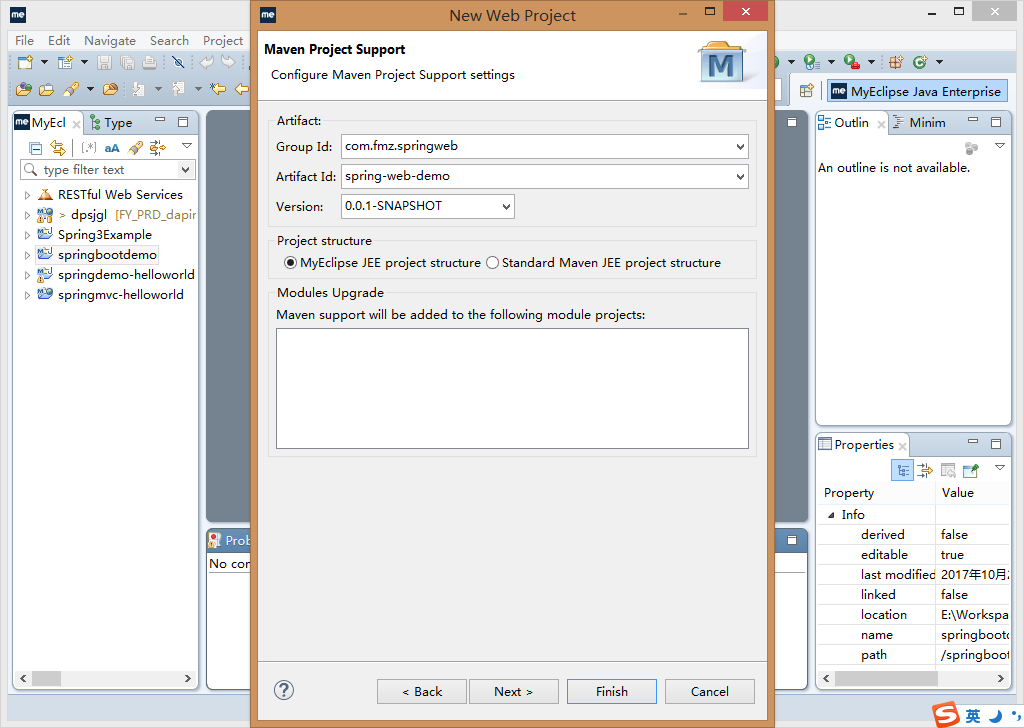 me
me New Web Project
File Edit Navigate Search Project
Maven Project Support
Configure Maven Project Support settings
M
me MyEclipse Java Enterprise
me MyEcl Type
type filter text
RESTful Web Services
> dpsjgl [FY_PRD_dapir
Spring3Example
springbootdemo
springdemo-helloworld
springmvc-helloworld
Artifact:
Group Id: com.fmz.springweb
Artifact Id: spring-web-demo
Version: 0.0.1-SNAPSHOT
Project structure
MyEclipse JEE project structure Standard Maven JEE project structure
Modules Upgrade
Maven support will be added to the following module projects:
Outlin Minim
An outline is not available.
Prob
No con
Properties
Property Value
Info
derived false
editable true
last modified 2017年10月2
linked false
location E:\Workspa
name springbootd
path /springboot
? < Back Next > Finish Cancel
S 英